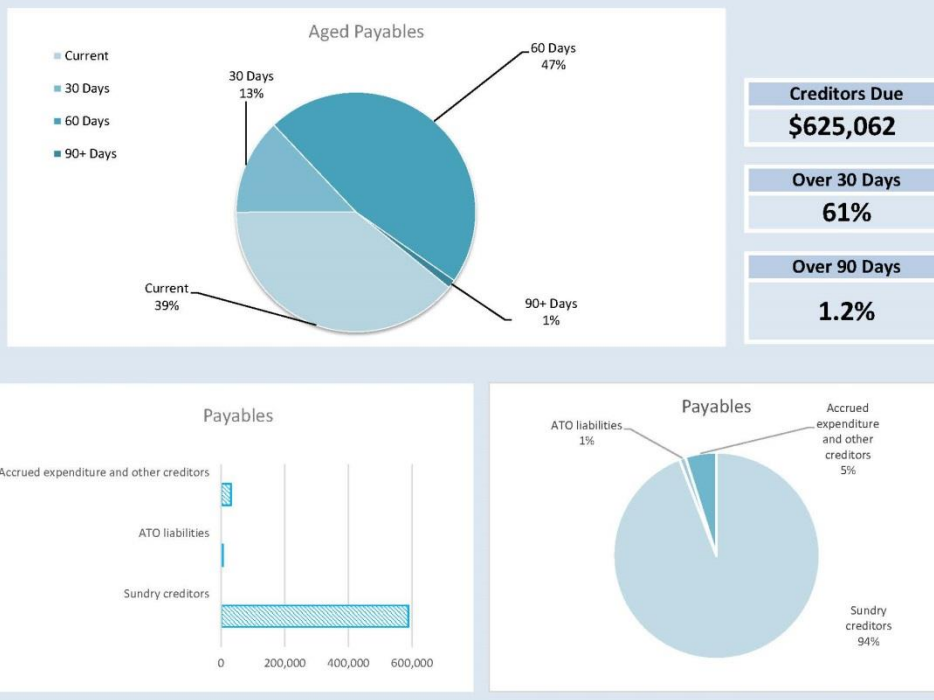 Aged Payables
Current
30 Days
60 Days
90+ Days
30 Days
13%
60 Days
47%
Current
39%
90+ Days
1%
Creditors Due
$625,062
Over 30 Days
61%
Over 90 Days
1.2%
Payables
Accrued expenditure and other creditors
ATO liabilities
Sundry creditors
0
200,000
400,000
600,000
Payables
ATO liabilities
1%
Accrued
expenditure
and other
creditors
5%
Sundry
creditors
94%